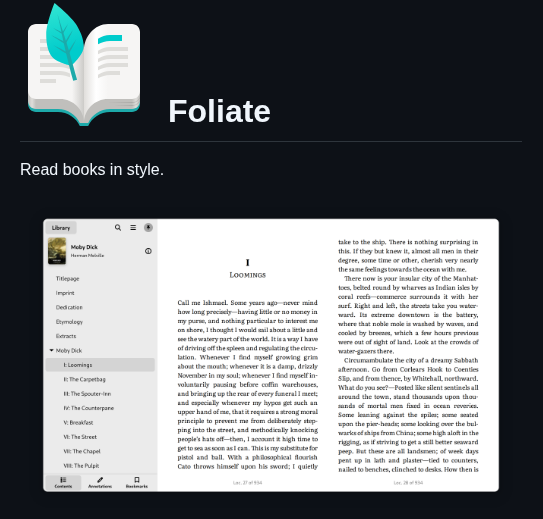 Foliate
Read books in style.
Library
Moby Dick
Herman Melville
Titlepage
Imprint
Dedication
Etymology
Extracts
Moby Dick
I: Loomings
II: The Carpetbag
III: The Spouter-Inn
IV: The Counterpane
V: Breakfast
VI: The Street
VII: The Chapel
VIII: The Pulpit
Contents
Annotations
Bookmarks
I
Loomings
Call me Ishmael. Some years ago—never mind
how long precisely—having little or no money in
my purse, and nothing particular to interest me
on shore, I thought I would sail about a little and
see the watery part of the world. It is a way I have
of driving off the spleen and regulating the circu-
lation. Whenever I find myself growing grim
about the mouth; whenever it is a damp, drizzly
November in my soul; whenever I find myself in-
voluntarily pausing before coffin warehouses,
and bringing up the rear of every funeral I meet;
and especially whenever my hypos get such an
upper hand of me, that it requires a strong moral
principle to prevent me from deliberately step-
ping into the street, and methodically knocking
people's hats off—then, I account it high time to
get to sea as soon as I can. This is my substitute for
pistol and ball. With a philosophical flourish
Cato throws himself upon his sword; I quietly
Loc. 27 of 954
take to the ship. There is nothing surprising in
this. If they but knew it, almost all men in their
degree, some time or other, cherish very nearly
the same feelings towards the ocean with me.
There now is your insular city of the Manhat-
toes, belted round by wharves as Indian isles by
coral reefs—commerce surrounds it with her
surf. Right and left, the streets take you water-
ward. Its extreme downtown is the battery,
where that noble mole is washed by waves, and
cooled by breezes, which a few hours previous
were out of sight of land. Look at the crowds of
water-gazers there.
Circumambulate the city of a dreamy Sabbath
afternoon. Go from Corlears Hook to Coenties
Slip, and from thence, by Whitehall, northward.
What do you see?—Posted like silent sentinels all
around the town, stand thousands upon thou-
sands of mortal men fixed in ocean reveries.
Some leaning against the spiles; some seated
upon the pier-heads; some looking over the bul-
warks of ships from China; some high aloft in the
rigging, as if striving to get a still better seaward
peep. But these are all landsmen; of week days
pent up in lath and plaster—tied to counters,
nailed to benches, clinched to desks. How then is
Loc. 28 of 954